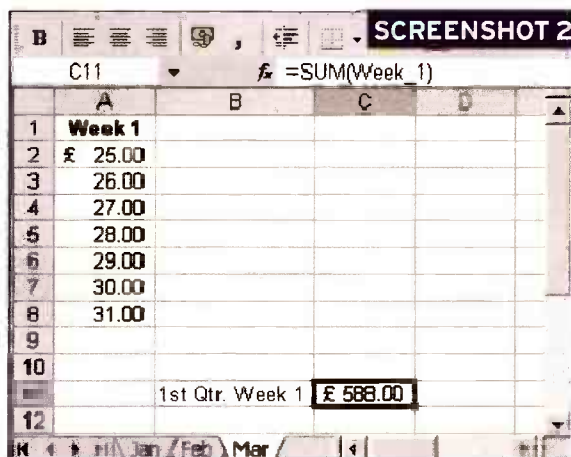 B , SCREENSHOT 2
C11 fx =SUM(Week_1)
A B C D
1 Week 1
2 £ 25.00
3 26.00
4 27.00
5 28.00
6 29.00
7 30.00
8 31.00
9
10
1st Qtr. Week 1 £ 588.00
12
Jan Feb Mar